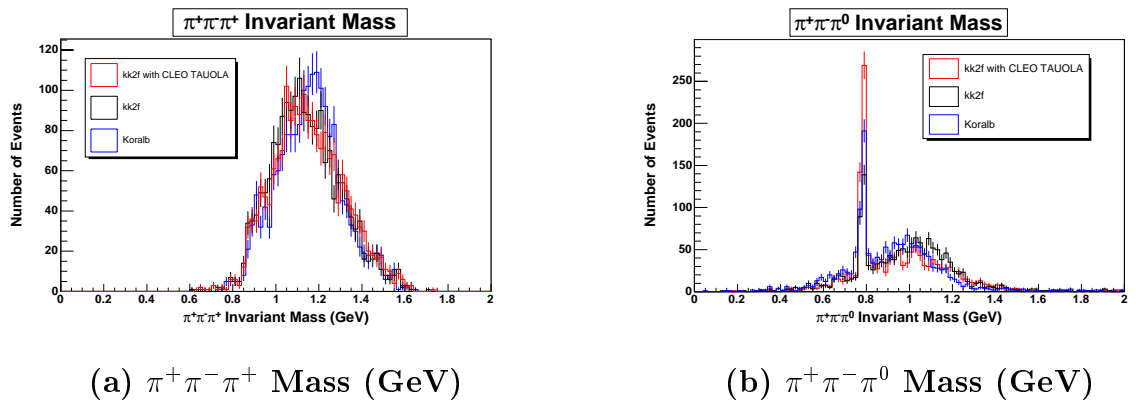 π⁺π⁻π⁺ Invariant Mass
Number of Events
120
100
80
60
40
20
0
kk2f with CLEO TAUOLA
kk2f
Koralb
0 0.2 0.4 0.6 0.8 1 1.2 1.4 1.6 1.8 2
π⁺π⁻π⁺ Invariant Mass (GeV)
(a) π⁺π⁻π⁺ Mass (GeV)
π⁺π⁻π⁰ Invariant Mass
Number of Events
250
200
150
100
50
0
kk2f with CLEO TAUOLA
kk2f
Koralb
0 0.2 0.4 0.6 0.8 1 1.2 1.4 1.6 1.8 2
π⁺π⁻π⁰ Invariant Mass (GeV)
(b) π⁺π⁻π⁰ Mass (GeV)